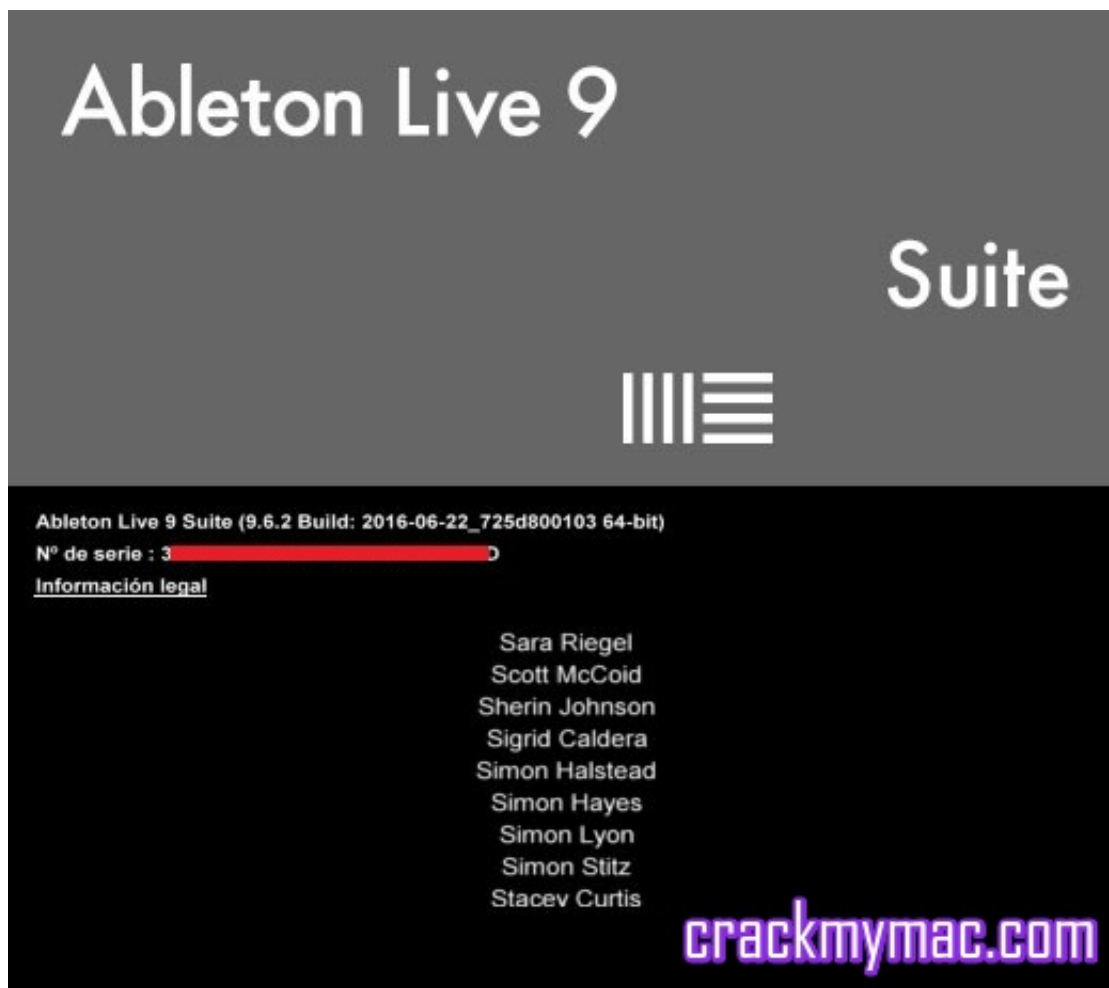 Ableton Live 9
Suite
Ableton Live 9 Suite (9.6.2 Build: 2016-06-22_725d800103 64-bit)
Nº de serie : 3 D
Información legal
Sara Riegel
Scott McCoid
Sherin Johnson
Sigrid Caldera
Simon Halstead
Simon Hayes
Simon Lyon
Simon Stitz
Stacey Curtis
crackmymac.com